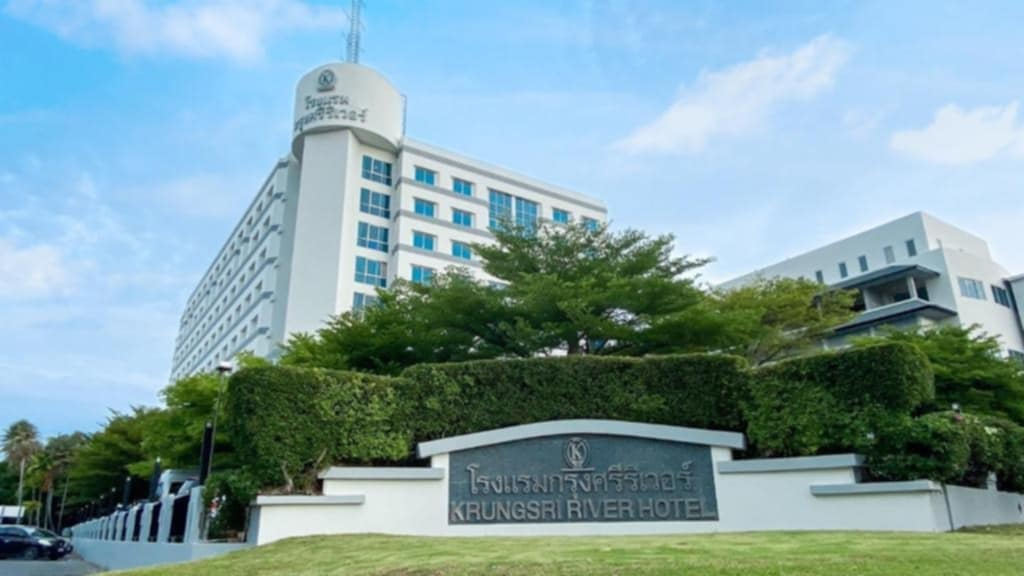 K
โรงแรม
กรุงศรีริเวอร์
K
โรงแรมกรุงศรีริเวอร์
KRUNGSRI RIVER HOTEL